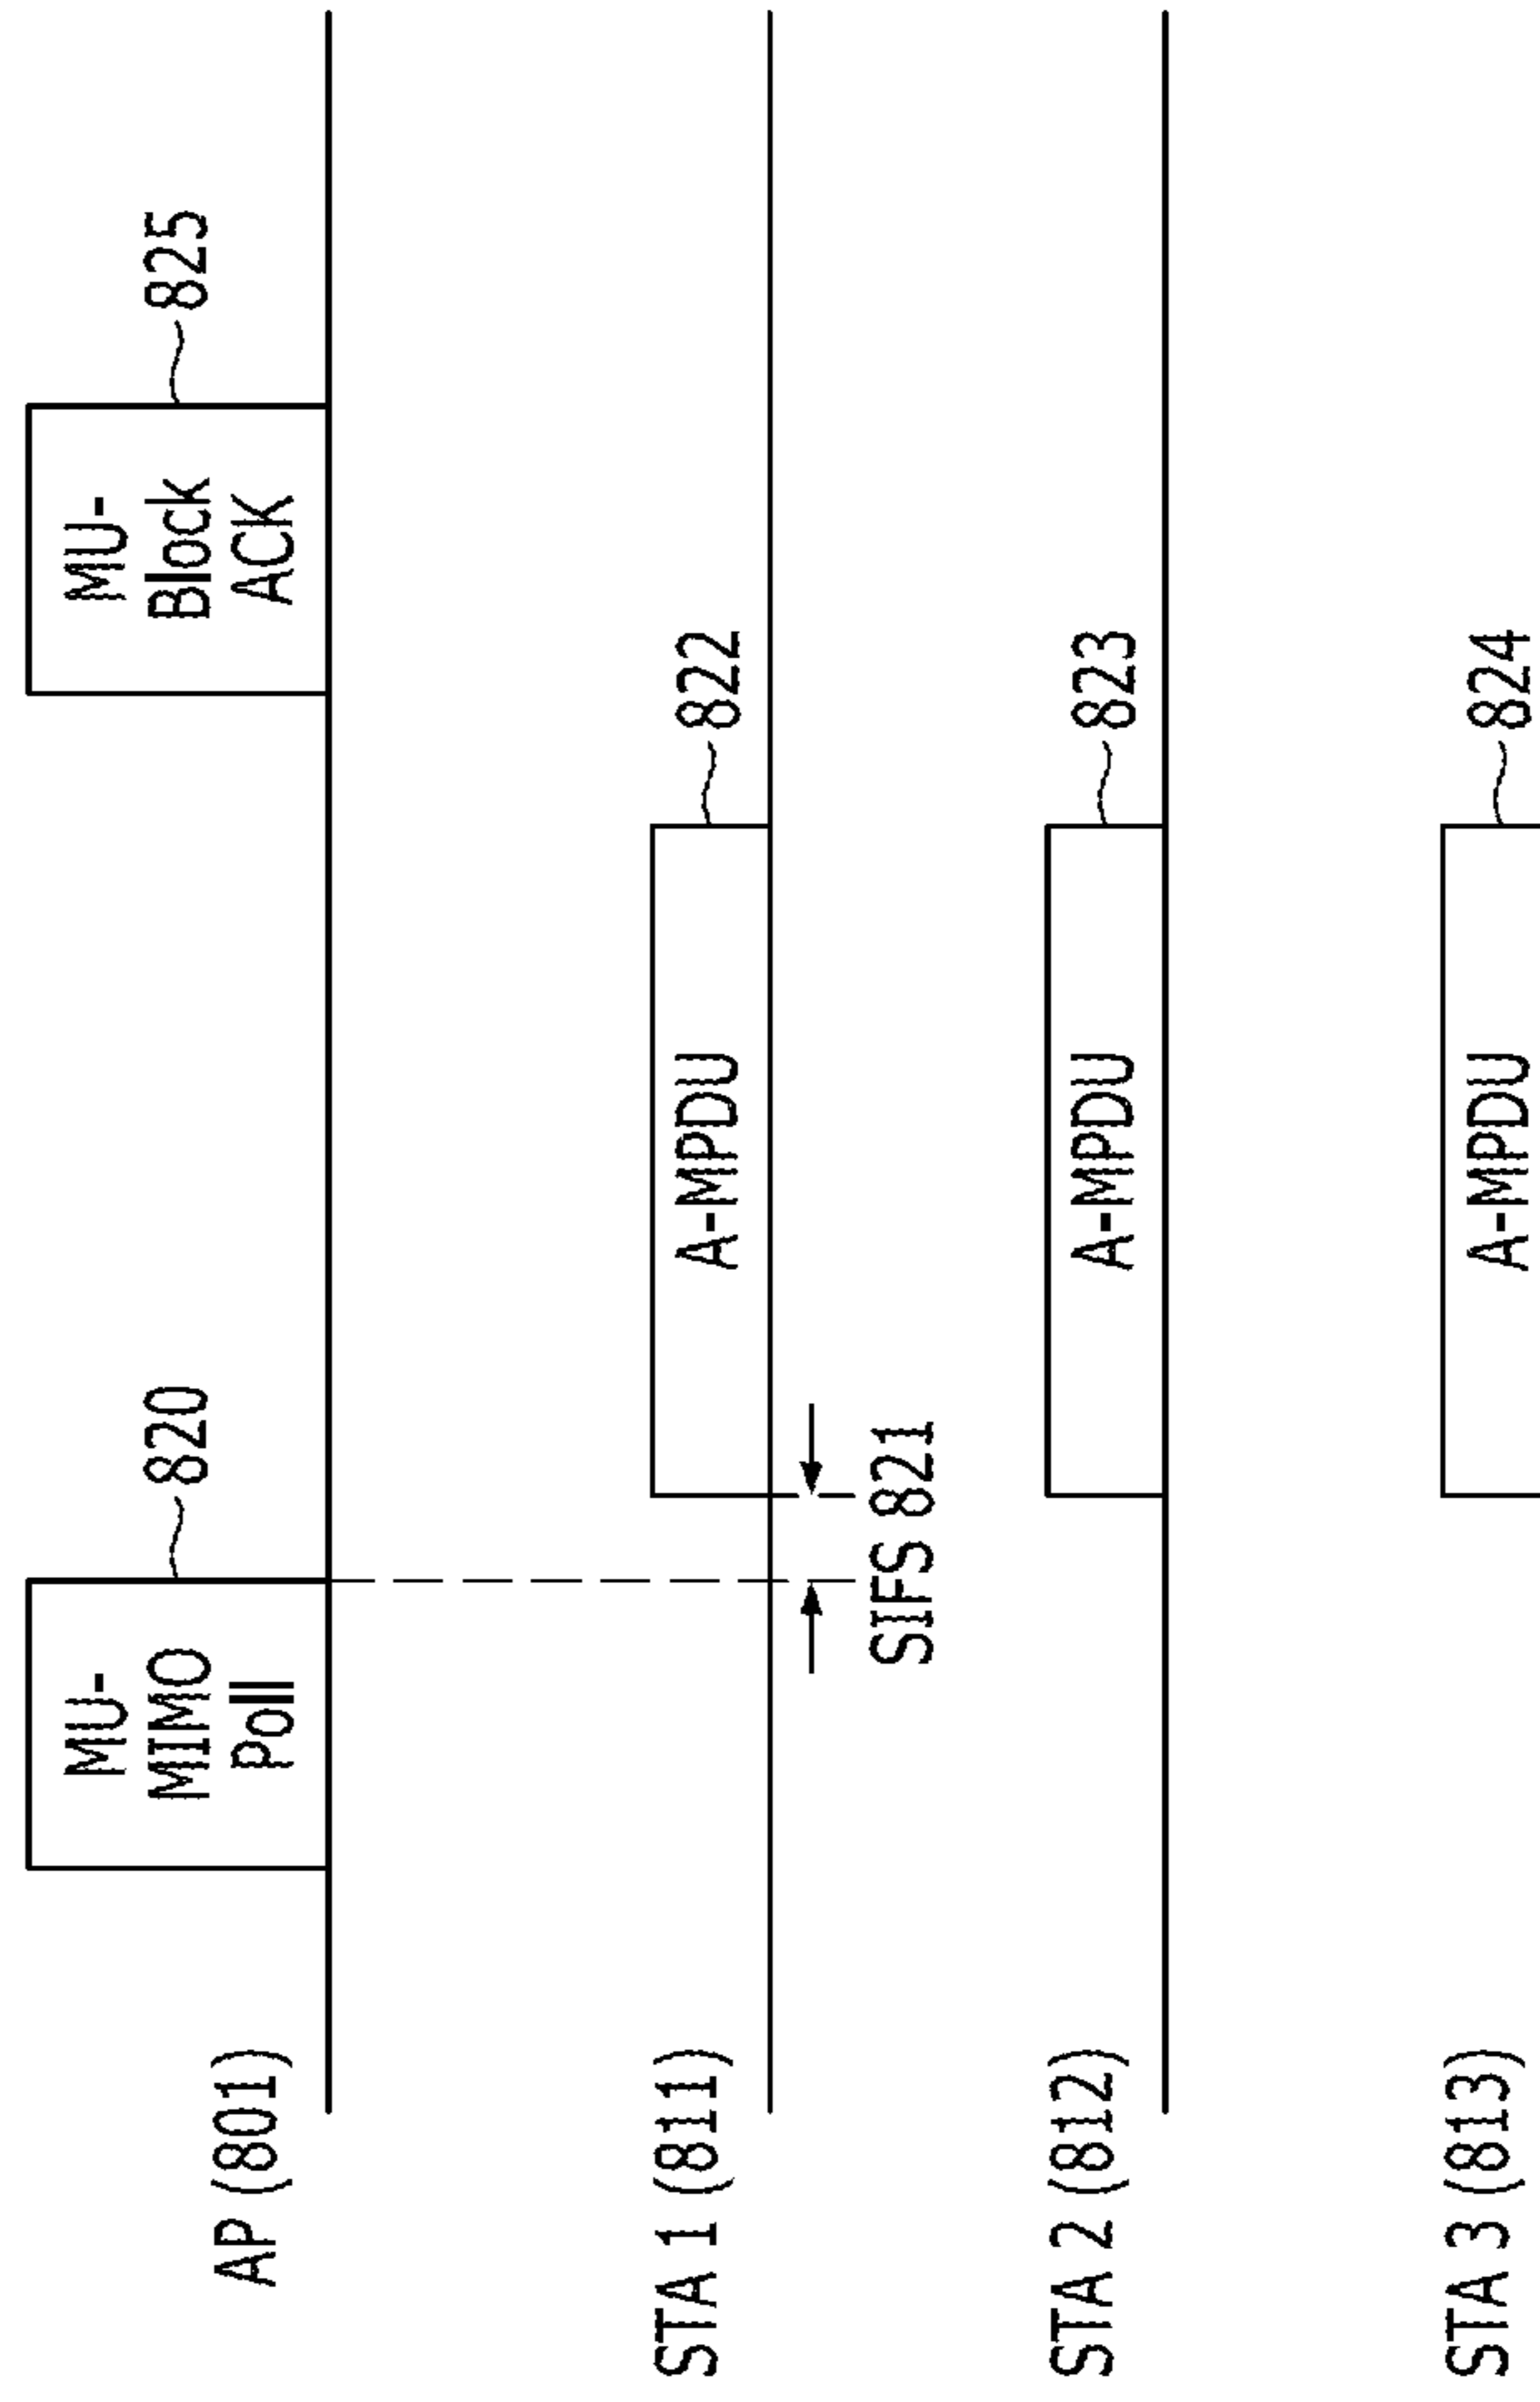 AP (801)
MU-
MIMO
poll
820
MU-
Block
ACK
825
STA 1 (811)
A-MPDU
822
SIFS 821
STA 2 (812)
A-MPDU
823
STA 3 (813)
A-MPDU
824